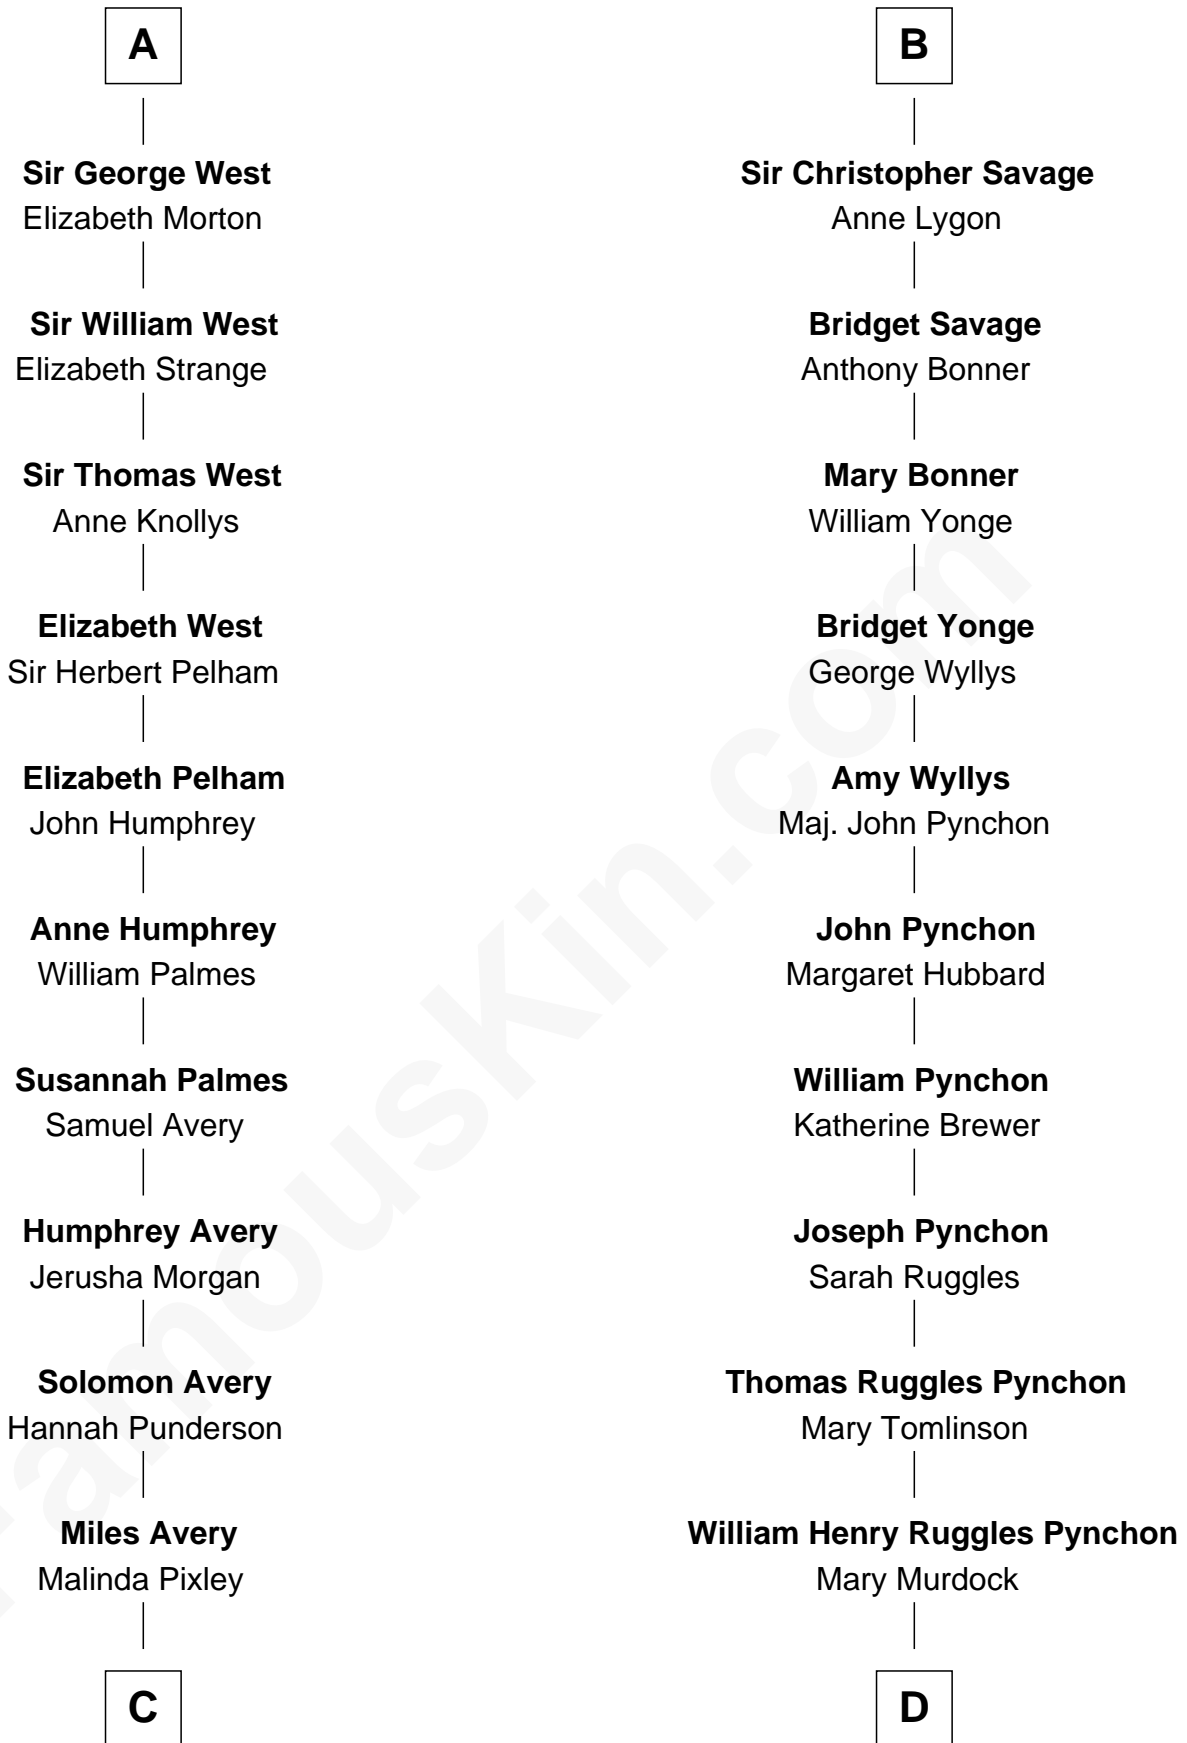 A
Sir George West
Elizabeth Morton
Sir William West
Elizabeth Strange
Sir Thomas West
Anne Knollys
Elizabeth West
Sir Herbert Pelham
Elizabeth Pelham
John Humphrey
Anne Humphrey
William Palmes
Susannah Palmes
Samuel Avery
Humphrey Avery
Jerusha Morgan
Solomon Avery
Hannah Punderson
Miles Avery
Malinda Pixley
C
B
Sir Christopher Savage
Anne Lygon
Bridget Savage
Anthony Bonner
Mary Bonner
William Yonge
Bridget Yonge
George Wyllys
Amy Wyllys
Maj. John Pynchon
John Pynchon
Margaret Hubbard
William Pynchon
Katherine Brewer
Joseph Pynchon
Sarah Ruggles
Thomas Ruggles Pynchon
Mary Tomlinson
William Henry Ruggles Pynchon
Mary Murdock
D
FamousKin.com